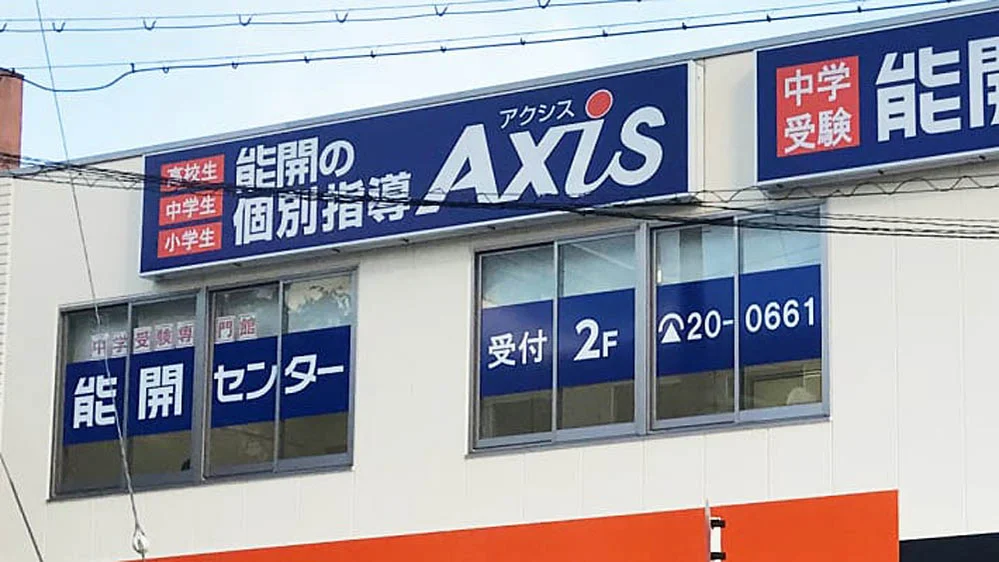 高校生
中学生
小学生
能開の
個別指導
アクシス
Axis
中学
受験
能開
中学受験専門館
能開センター
受付 2F
☎20-0661